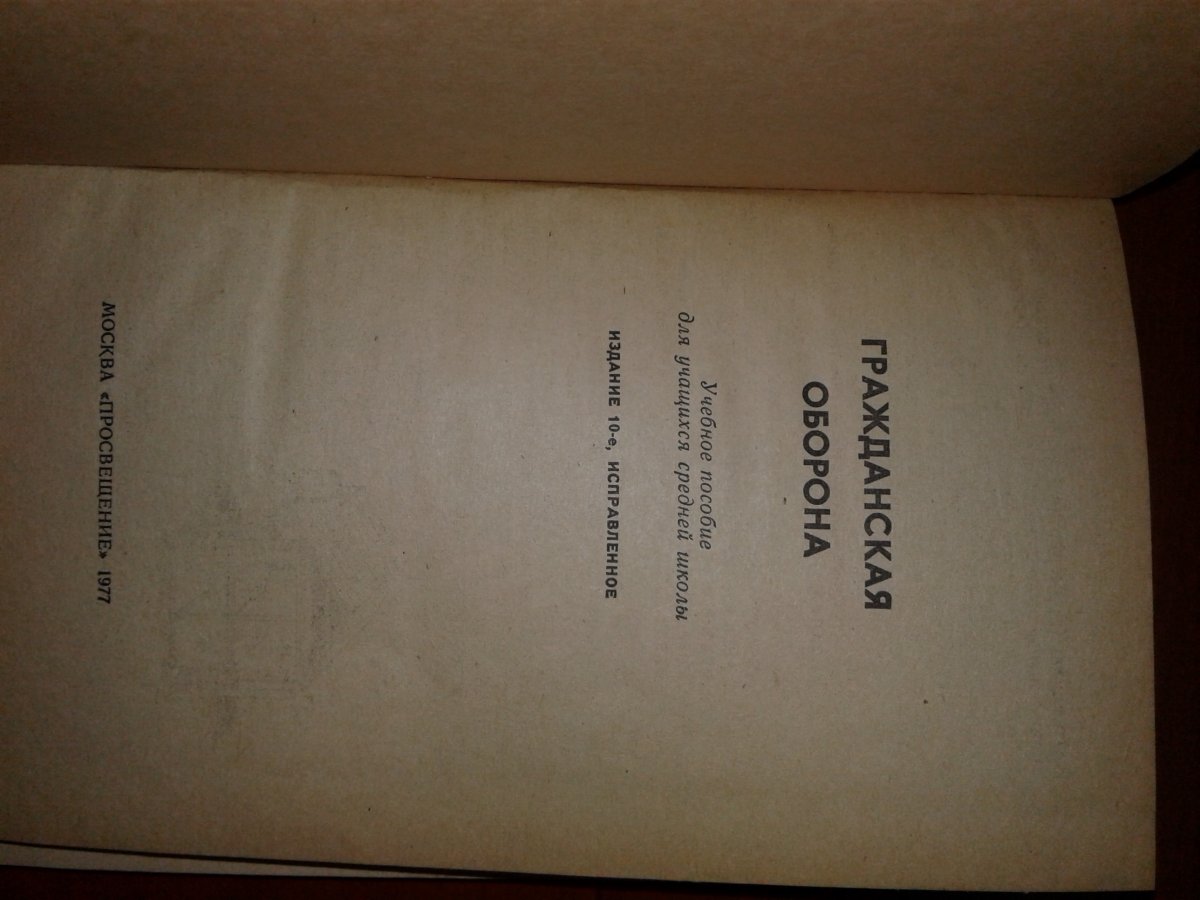 ГРАЖДАНСКАЯ
ОБОРОНА
Учебное пособие
для учащихся средней школы
ИЗДАНИЕ 10-е, ИСПРАВЛЕННОЕ
МОСКВА «ПРОСВЕЩЕНИЕ» 1977